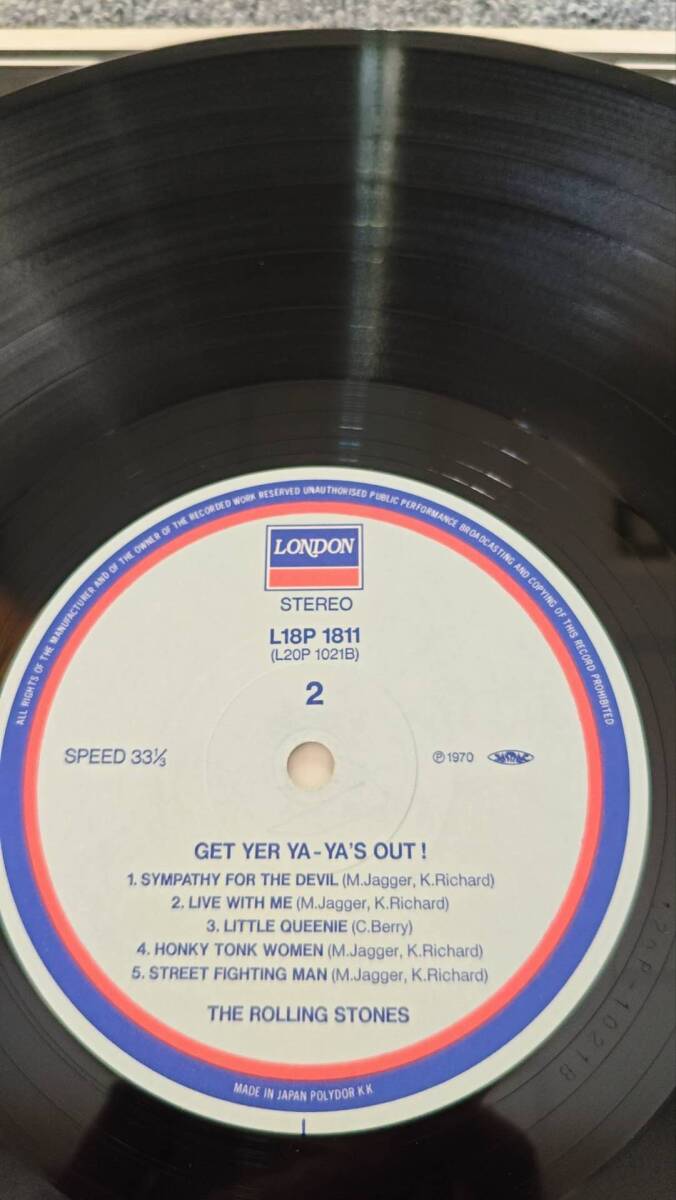 ALL RIGHTS OF THE MANUFACTURER AND OF THE OWNER OF THE RECORDED WORK RESERVED UNAUTHORISED PUBLIC PERFORMANCE BROADCASTING AND COPYING OF THIS RECORD PROHIBITED
LONDON
STEREO
L18P 1811
(L20P 1021B)
2
SPEED 33⅓
Ⓟ1970
JASRAC
GET YER YA-YA'S OUT!
1. SYMPATHY FOR THE DEVIL (M.Jagger, K.Richard)
2. LIVE WITH ME (M.Jagger, K.Richard)
3. LITTLE QUEENIE (C.Berry)
4. HONKY TONK WOMEN (M.Jagger, K.Richard)
5. STREET FIGHTING MAN (M.Jagger, K.Richard)
THE ROLLING STONES
MADE IN JAPAN POLYDOR K.K.